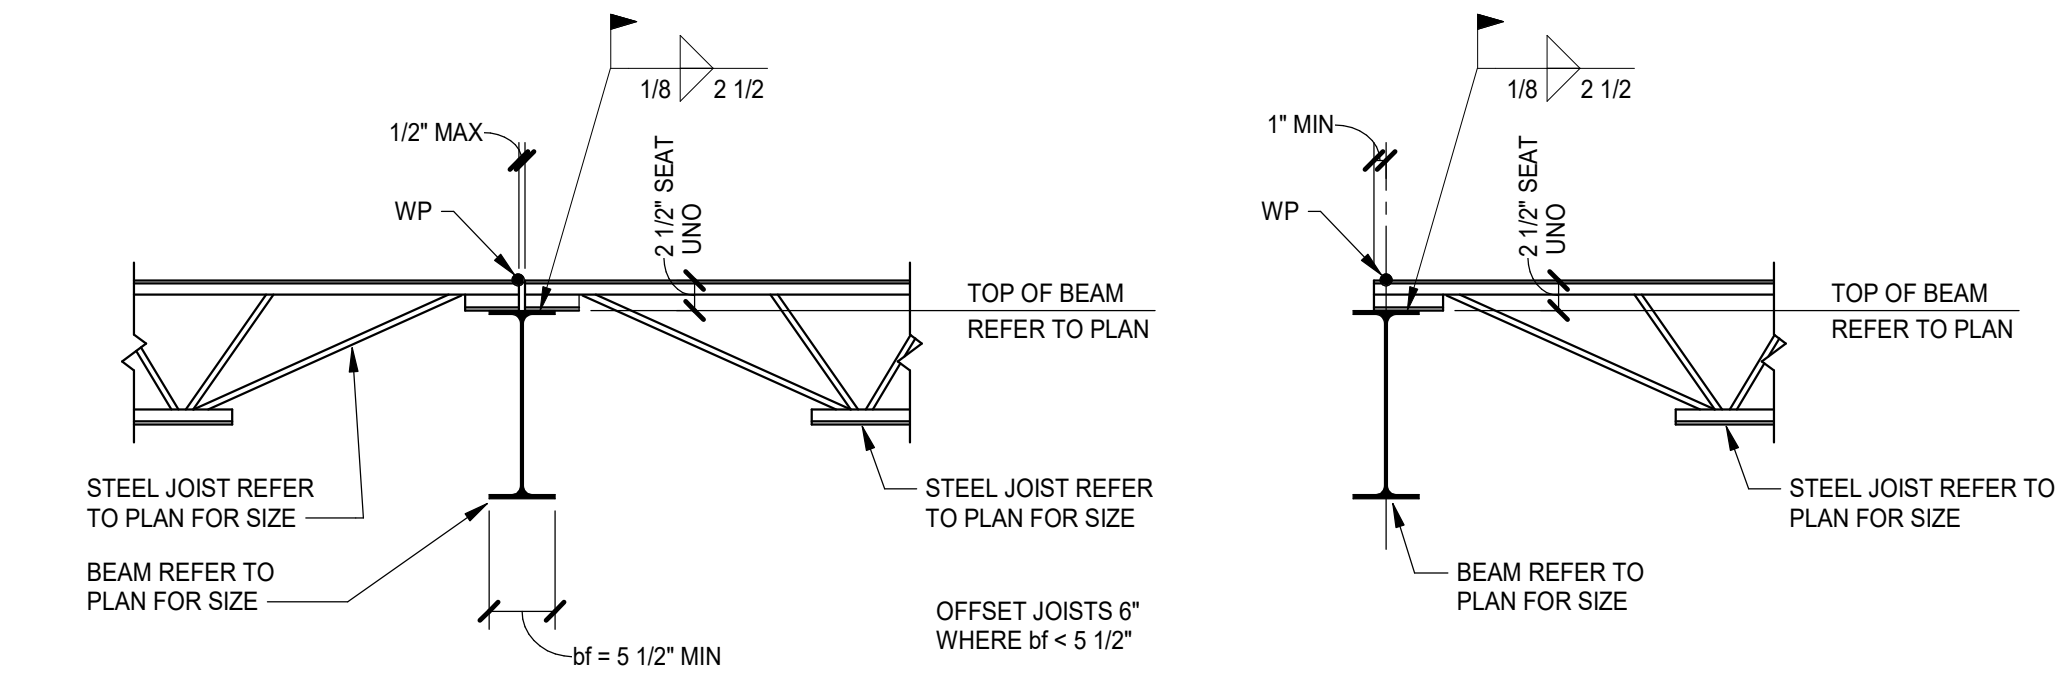 1/8 2 1/2
1/2" MAX
WP
2 1/2" SEAT
UNO
TOP OF BEAM
REFER TO PLAN
STEEL JOIST REFER
TO PLAN FOR SIZE
BEAM REFER TO
PLAN FOR SIZE
bf = 5 1/2" MIN
STEEL JOIST REFER
TO PLAN FOR SIZE
OFFSET JOISTS 6"
WHERE bf < 5 1/2"
1/8 2 1/2
1" MIN
WP
2 1/2" SEAT
UNO
TOP OF BEAM
REFER TO PLAN
STEEL JOIST REFER TO
PLAN FOR SIZE
BEAM REFER TO
PLAN FOR SIZE